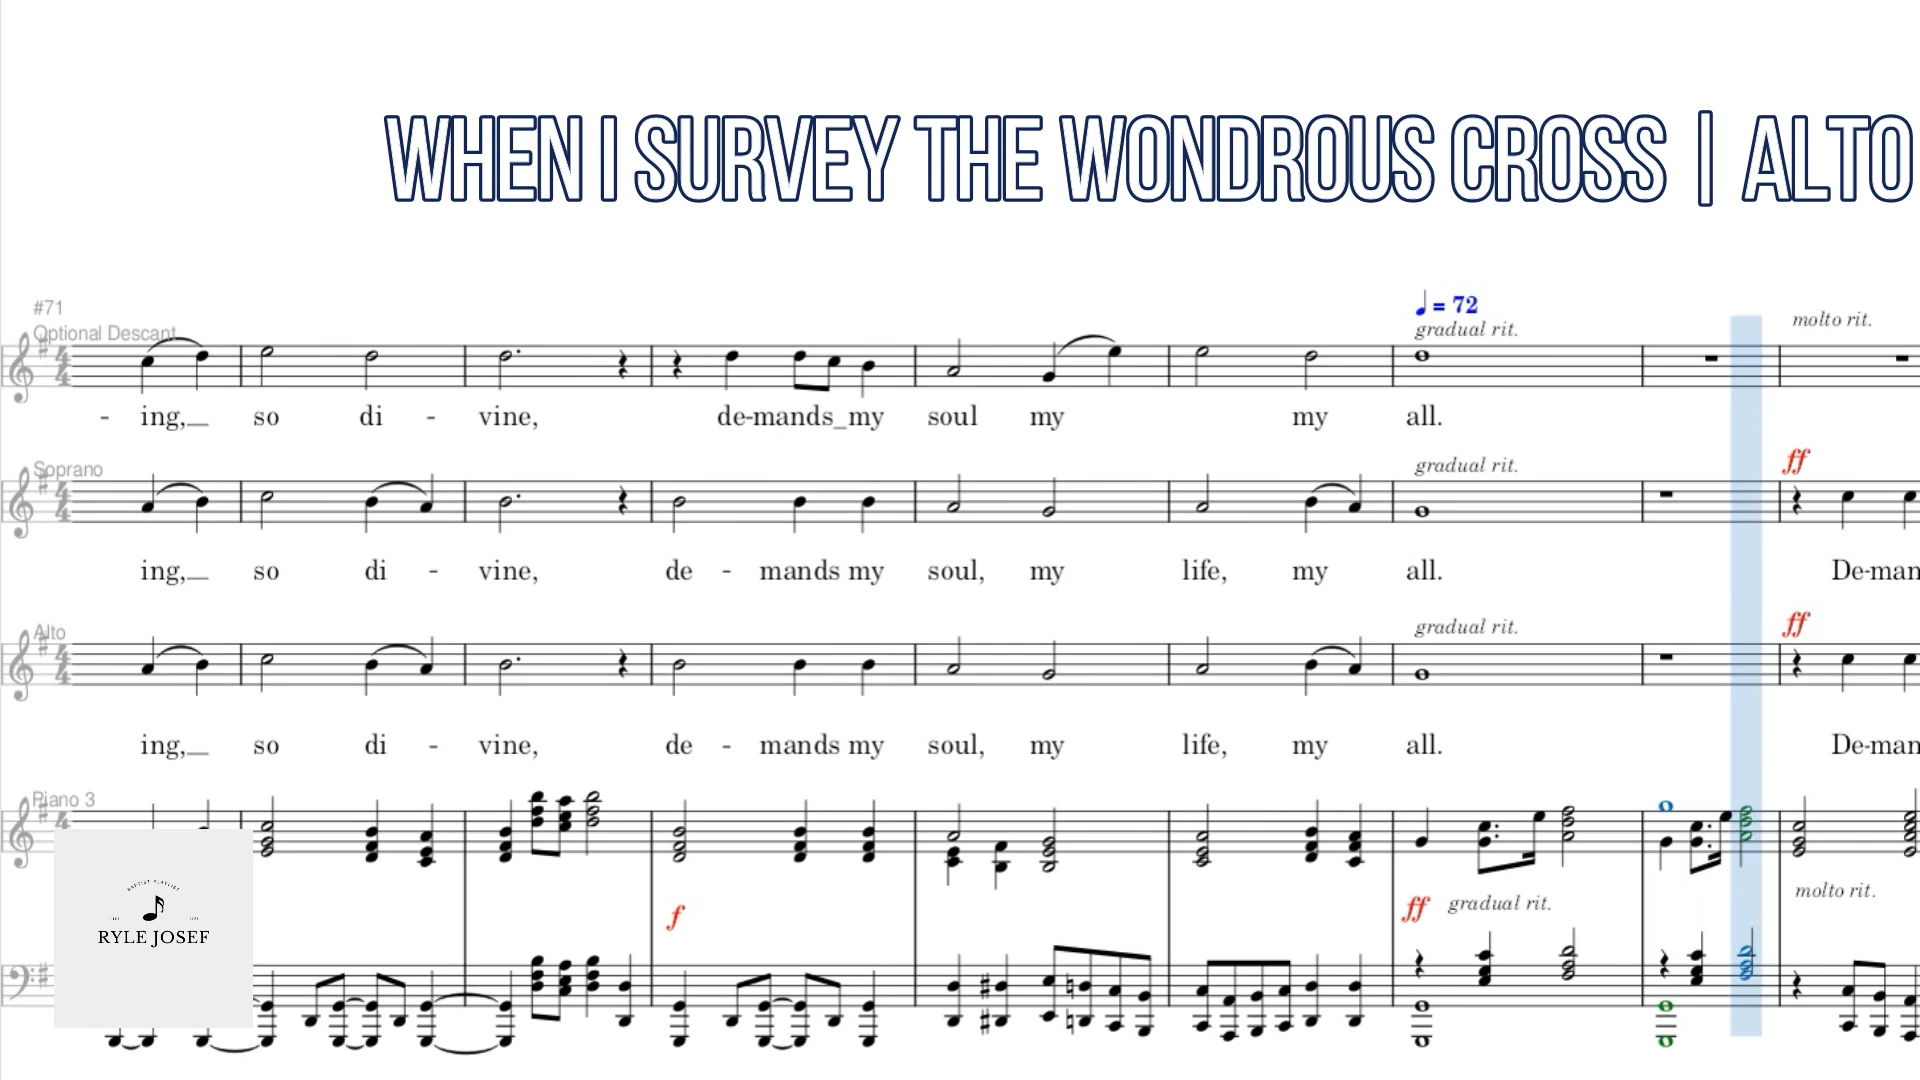 WHEN I SURVEY THE WONDROUS CROSS | ALTO
#71
Optional Descant
♩ = 72
gradual rit.
molto rit.
- ing, so di - vine, de-mands_my soul my my all.
Soprano
gradual rit.
ff
ing, so di - vine, de - mands my soul, my life, my all. De-man
Alto
gradual rit.
ff
ing, so di - vine, de - mands my soul, my life, my all. De-man
Piano 3
f
ff gradual rit.
molto rit.
BAPTIST PLAYLIST
RYLE JOSEF